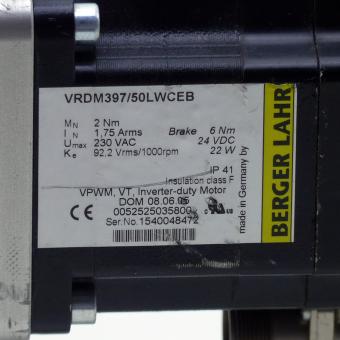 VRDM397/50LWCEB
MN 2 Nm
IN 1,75 Arms Brake 6 Nm
Umax 230 VAC 24 VDC
Ke 92,2 Vrms/1000rpm 22 W
IP 41
Insulation class F
VPWM, VT, Inverter-duty Motor
DOM 08.06.05
0052525035800
Ser.No. 1540048472
made in Germany by
BERGER LAHR